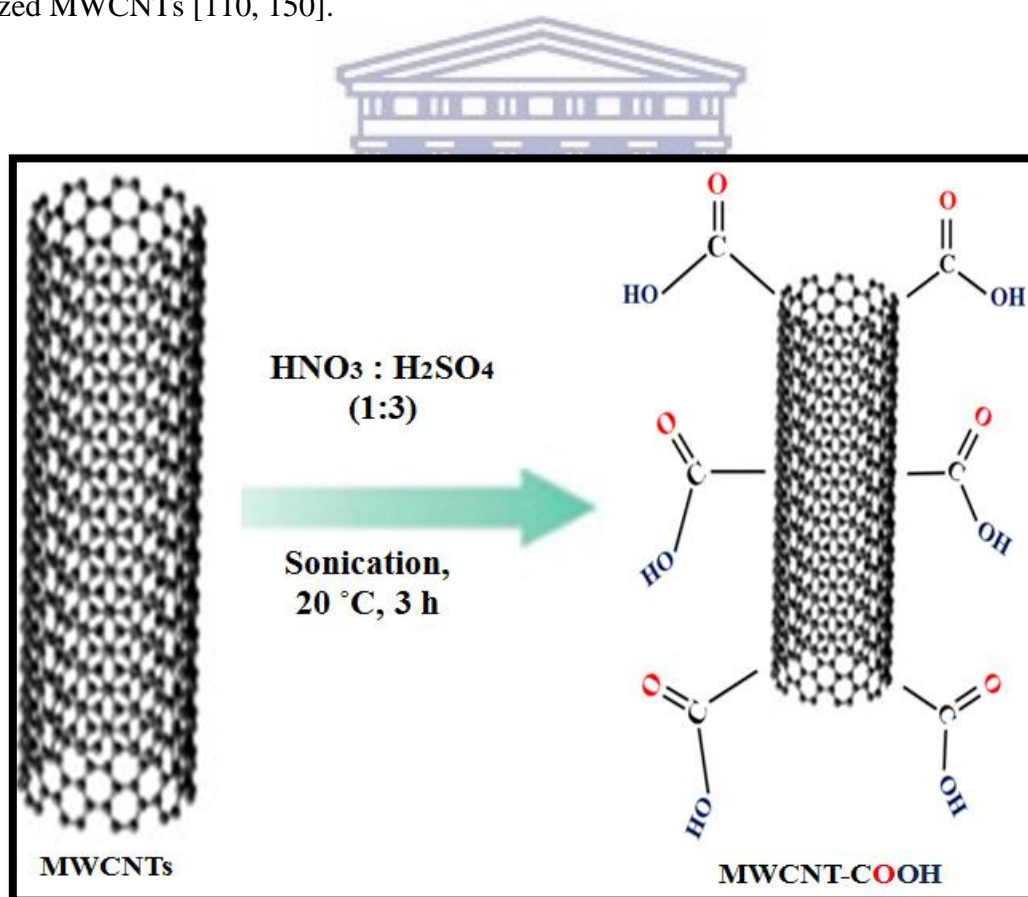 ized MWCNTs [110, 150].
HNO₃ : H₂SO₄
(1:3)
Sonication,
20 °C, 3 h
MWCNTs
O
C
HO
O
C
OH
O
C
HO
O
C
OH
O
C
HO
O
C
OH
MWCNT-COOH